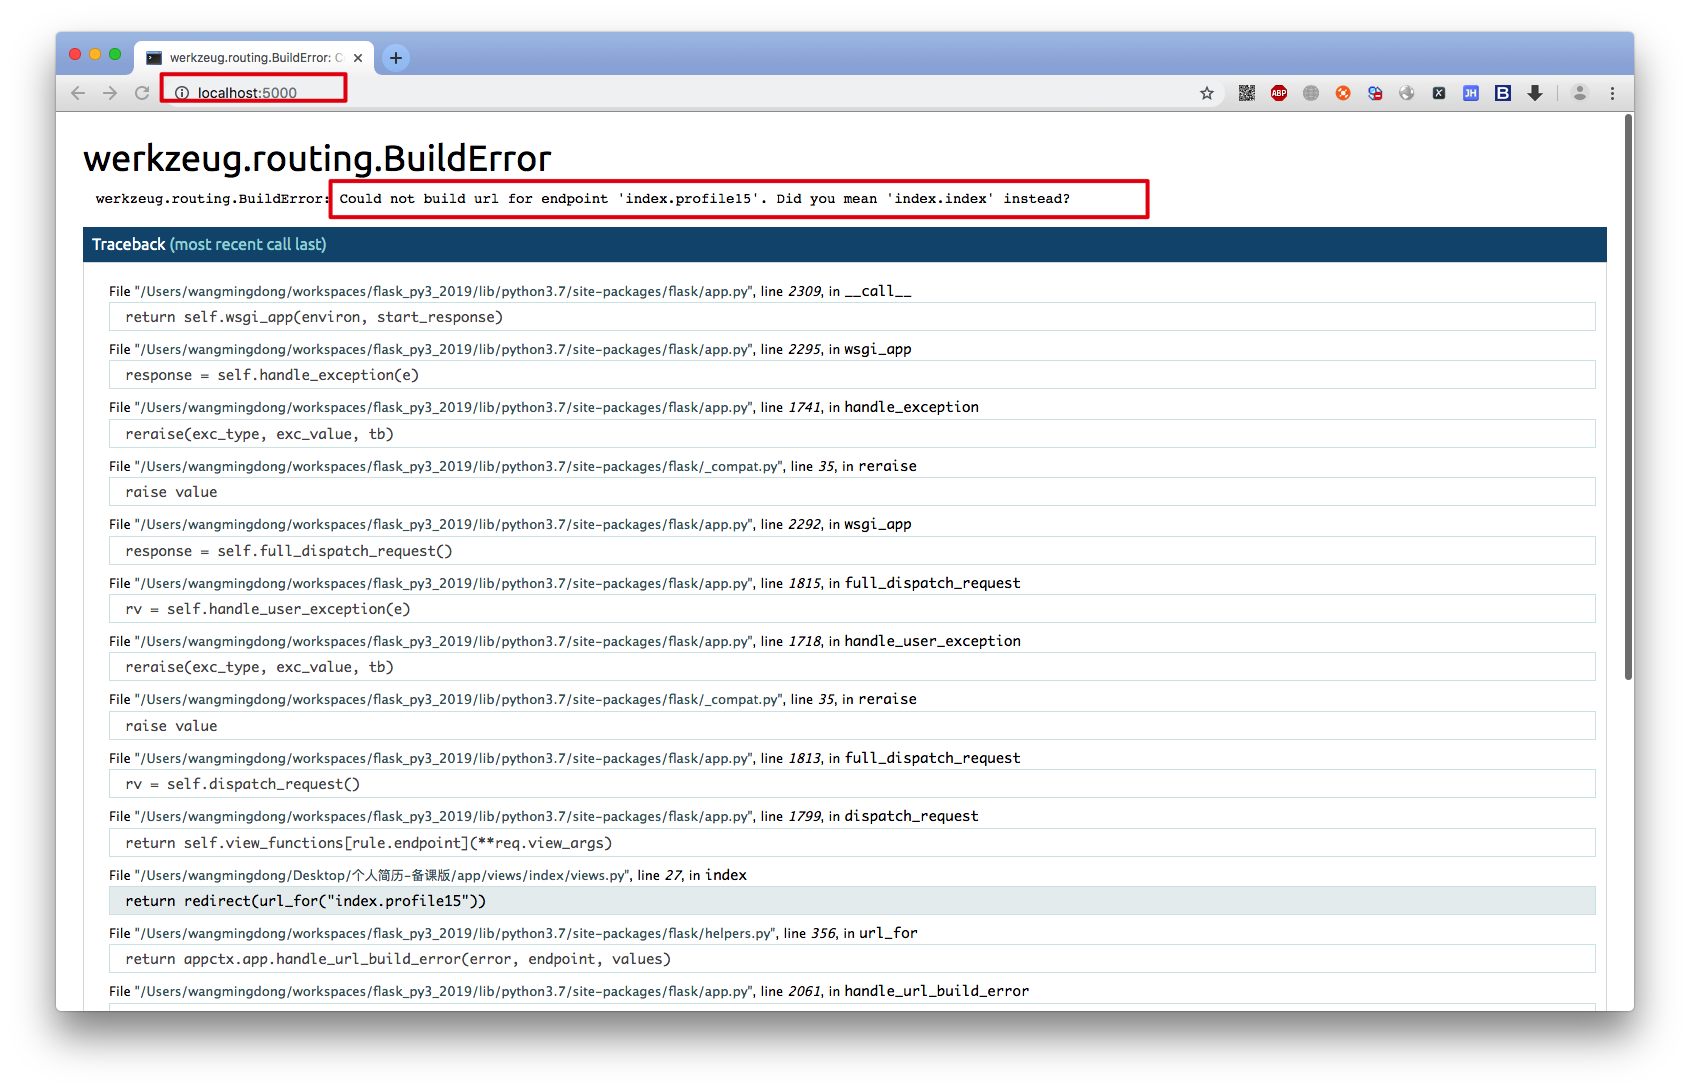 werkzeug.routing.BuildError: C
localhost:5000
ABP
X
JH
B
werkzeug.routing.BuildError
werkzeug.routing.BuildError: Could not build url for endpoint 'index.profile15'. Did you mean 'index.index' instead?
Traceback (most recent call last)
File "/Users/wangmingdong/workspaces/flask_py3_2019/lib/python3.7/site-packages/flask/app.py", line 2309, in __call__
return self.wsgi_app(environ, start_response)
File "/Users/wangmingdong/workspaces/flask_py3_2019/lib/python3.7/site-packages/flask/app.py", line 2295, in wsgi_app
response = self.handle_exception(e)
File "/Users/wangmingdong/workspaces/flask_py3_2019/lib/python3.7/site-packages/flask/app.py", line 1741, in handle_exception
reraise(exc_type, exc_value, tb)
File "/Users/wangmingdong/workspaces/flask_py3_2019/lib/python3.7/site-packages/flask/_compat.py", line 35, in reraise
raise value
File "/Users/wangmingdong/workspaces/flask_py3_2019/lib/python3.7/site-packages/flask/app.py", line 2292, in wsgi_app
response = self.full_dispatch_request()
File "/Users/wangmingdong/workspaces/flask_py3_2019/lib/python3.7/site-packages/flask/app.py", line 1815, in full_dispatch_request
rv = self.handle_user_exception(e)
File "/Users/wangmingdong/workspaces/flask_py3_2019/lib/python3.7/site-packages/flask/app.py", line 1718, in handle_user_exception
reraise(exc_type, exc_value, tb)
File "/Users/wangmingdong/workspaces/flask_py3_2019/lib/python3.7/site-packages/flask/_compat.py", line 35, in reraise
raise value
File "/Users/wangmingdong/workspaces/flask_py3_2019/lib/python3.7/site-packages/flask/app.py", line 1813, in full_dispatch_request
rv = self.dispatch_request()
File "/Users/wangmingdong/workspaces/flask_py3_2019/lib/python3.7/site-packages/flask/app.py", line 1799, in dispatch_request
return self.view_functions[rule.endpoint](**req.view_args)
File "/Users/wangmingdong/Desktop/个人简历-备课版/app/views/index/views.py", line 27, in index
return redirect(url_for("index.profile15"))
File "/Users/wangmingdong/workspaces/flask_py3_2019/lib/python3.7/site-packages/flask/helpers.py", line 356, in url_for
return appctx.app.handle_url_build_error(error, endpoint, values)
File "/Users/wangmingdong/workspaces/flask_py3_2019/lib/python3.7/site-packages/flask/app.py", line 2061, in handle_url_build_error